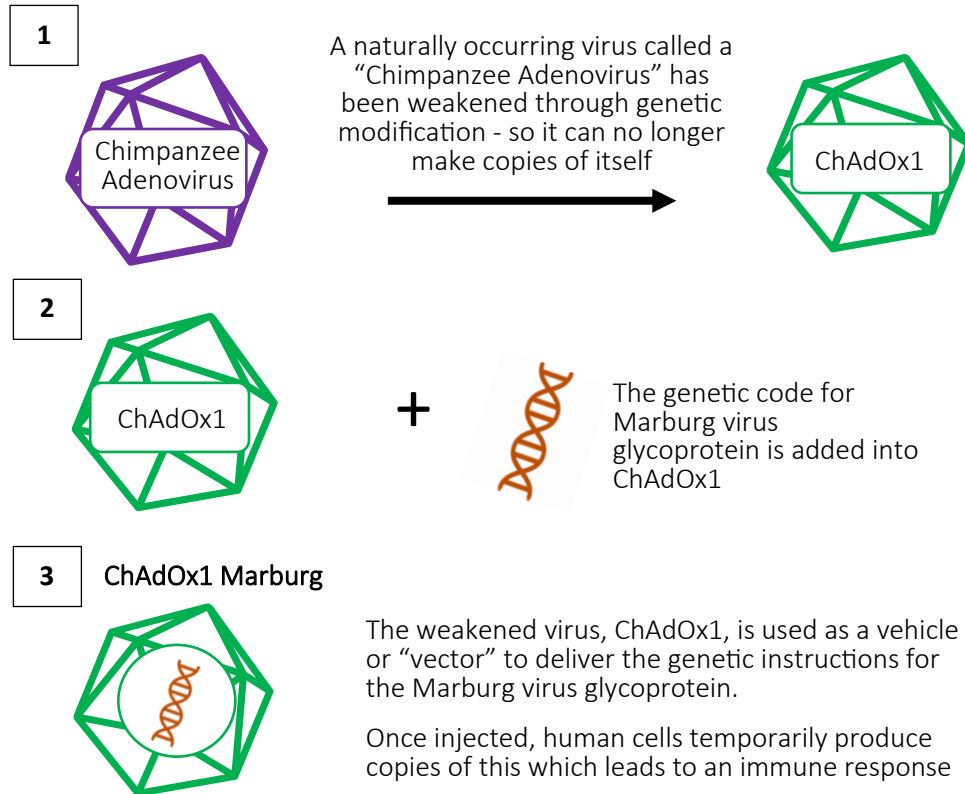 1
A naturally occurring virus called a
“Chimpanzee Adenovirus” has
been weakened through genetic
modification - so it can no longer
make copies of itself
Chimpanzee
Adenovirus
ChAdOx1
2
ChAdOx1
+
The genetic code for
Marburg virus
glycoprotein is added into
ChAdOx1
3
ChAdOx1 Marburg
The weakened virus, ChAdOx1, is used as a vehicle
or “vector” to deliver the genetic instructions for
the Marburg virus glycoprotein.
Once injected, human cells temporarily produce
copies of this which leads to an immune response